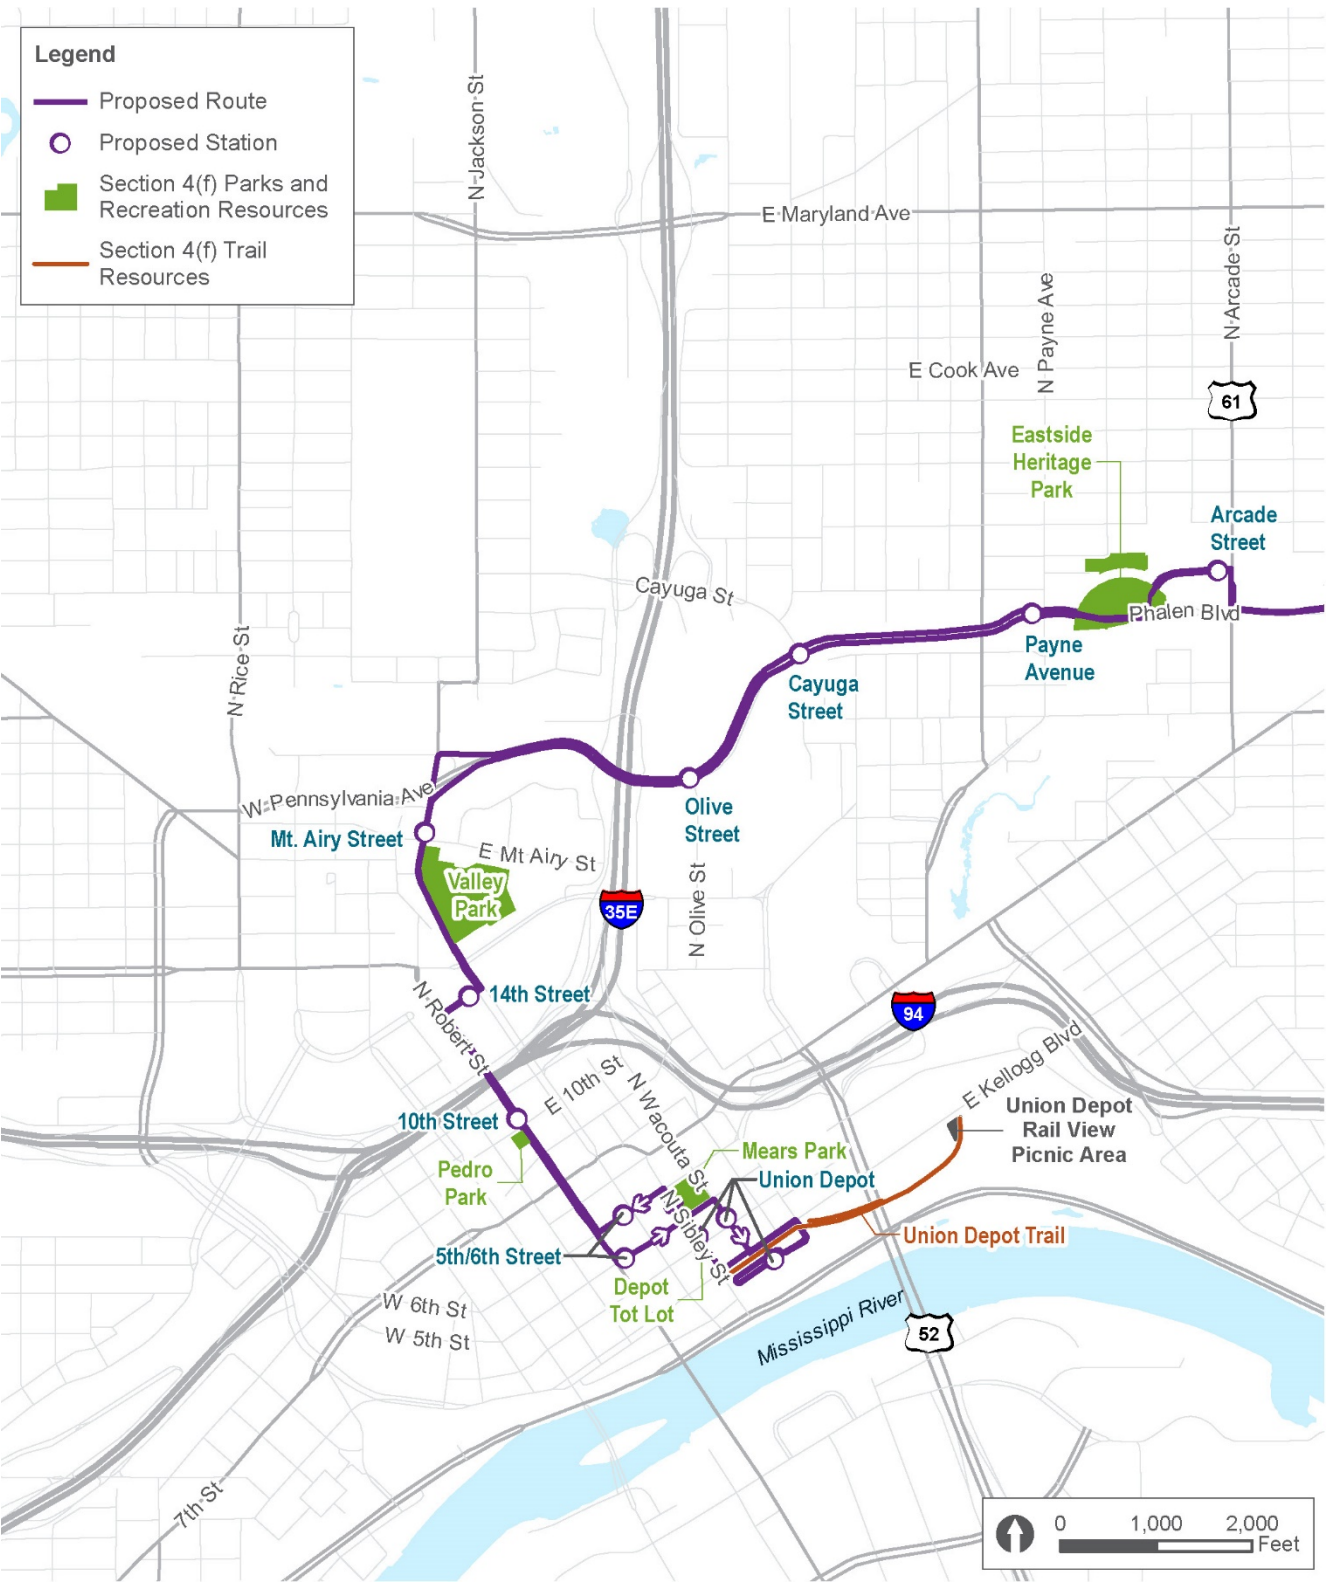 Legend
Proposed Route
Proposed Station
Section 4(f) Parks and
Recreation Resources
Section 4(f) Trail
Resources
N Jackson St
E Maryland Ave
N Arcade St
N Payne Ave
E Cook Ave
61
Eastside
Heritage
Park
Arcade
Street
Cayuga St
Phalen Blvd
N Rice St
Payne
Avenue
Cayuga
Street
W Pennsylvania Ave
Olive
Street
Mt. Airy Street
E Mt Airy St
Valley
Park
35E
N Olive St
14th Street
N Robert St
94
E Kellogg Blvd
E 10th St
N Wacouta St
10th Street
Union Depot
Rail View
Picnic Area
Mears Park
Pedro
Park
Union Depot
N Sibley St
Union Depot Trail
5th/6th Street
Depot
Tot Lot
W 6th St
W 5th St
Mississippi River
52
7th St
0 1,000 2,000
Feet